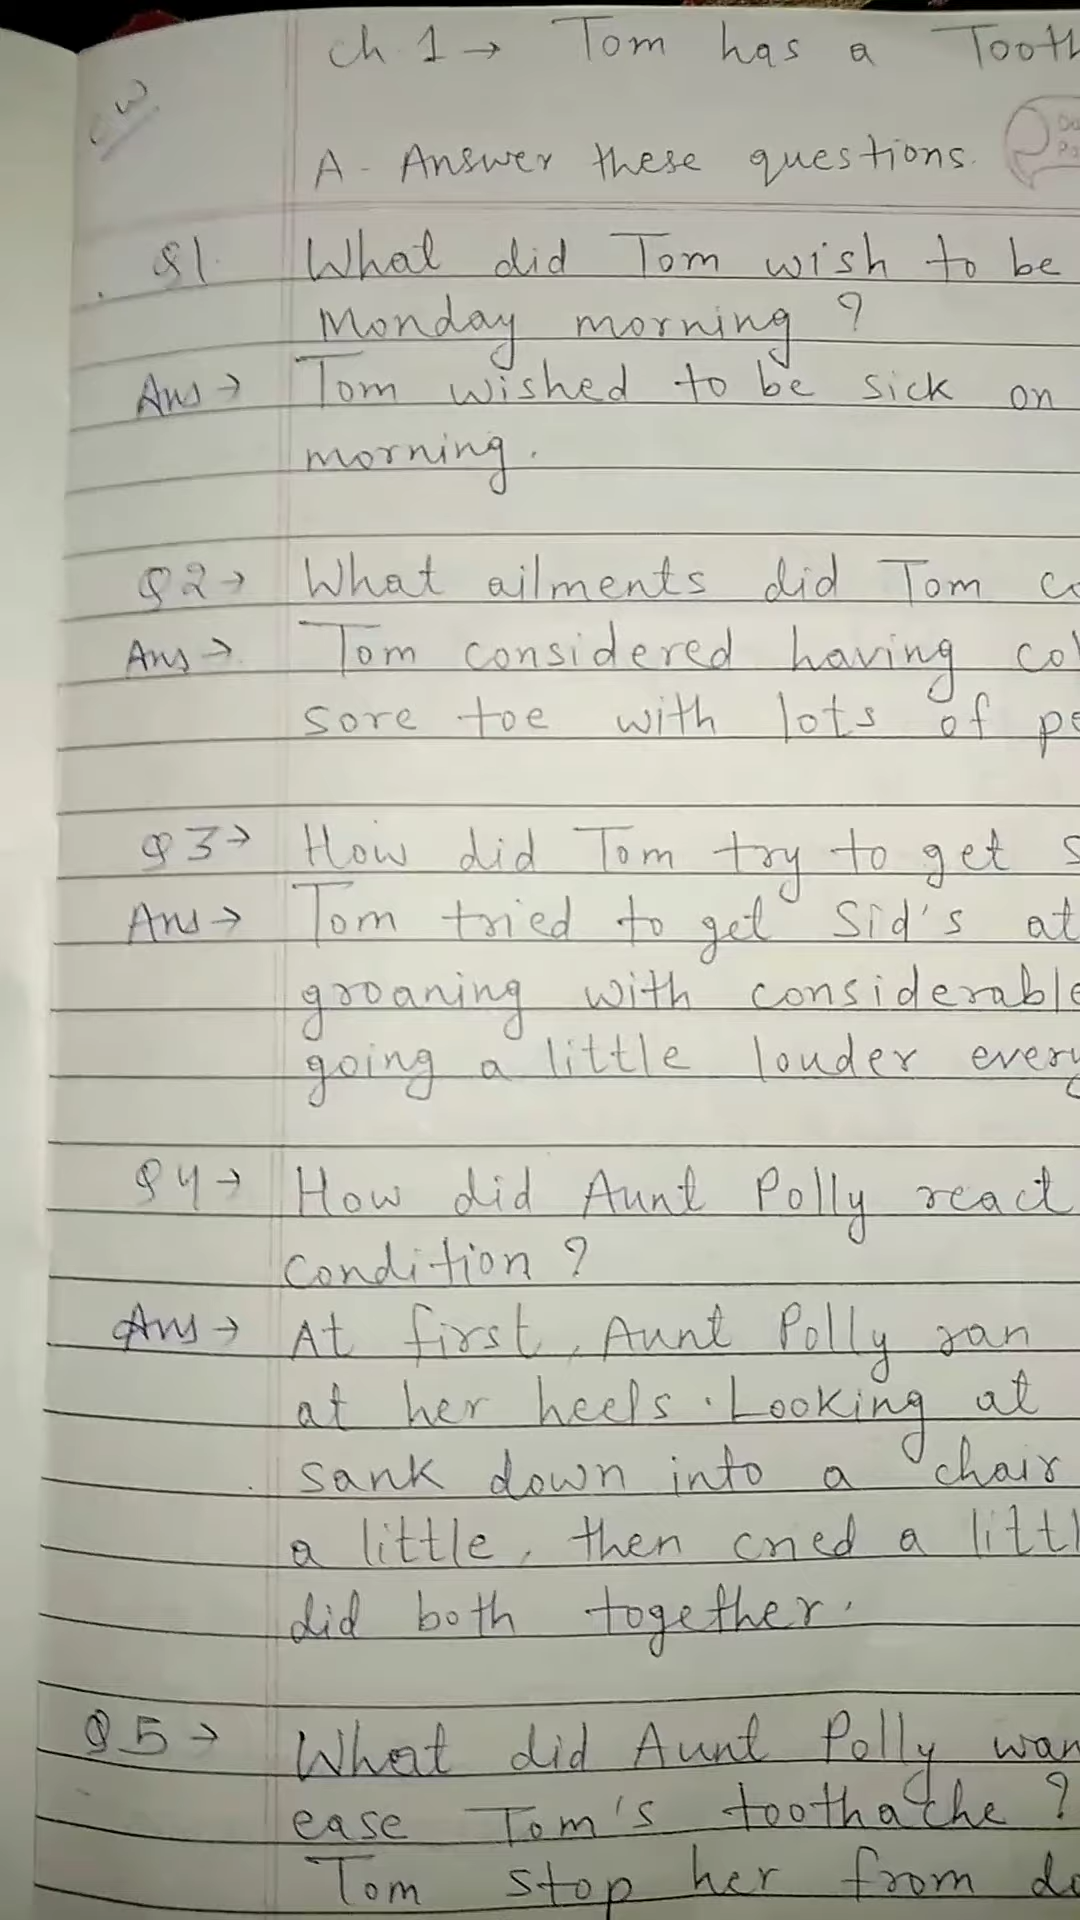 Ch 1 → Tom has a Tooth
CW
A - Answer these questions.
Q1. What did Tom wish to be
Monday morning ?
Ans → Tom wished to be sick on
morning.
Q2 → What ailments did Tom
Ans → Tom considered having
sore toe with lots of
Q3 → How did Tom try to get
Ans → Tom tried to get Sid's at
groaning with considerable
going a little louder every
Q4 → How did Aunt Polly react
condition ?
Ans → At first, Aunt Polly ran
at her heels. Looking at
sank down into a chair
a little, then cried a littl
did both together.
Q5 → What did Aunt Polly wan
ease Tom's toothache ?
Tom stop her from do